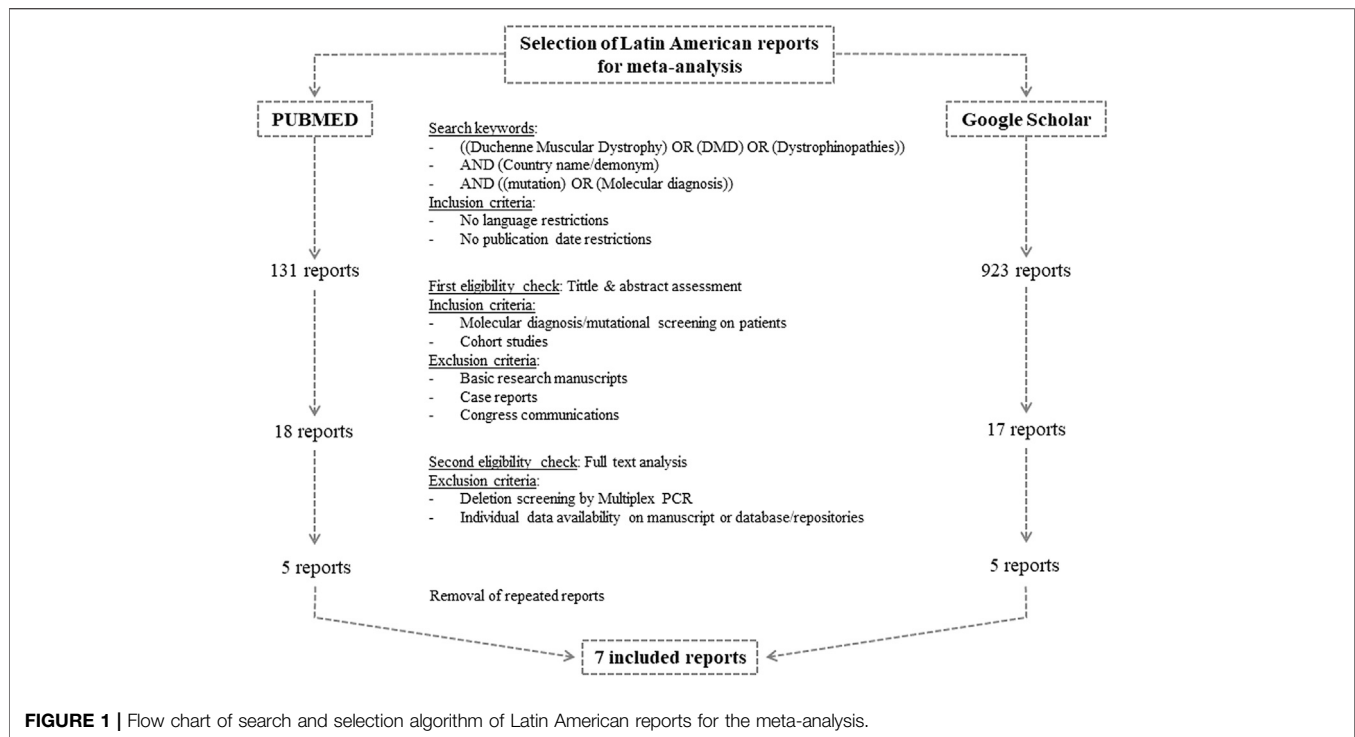 Selection of Latin American reports
for meta-analysis
PUBMED
Google Scholar
Search keywords:
- ((Duchenne Muscular Dystrophy) OR (DMD) OR (Dystrophinopathies))
- AND (Country name/demonym)
- AND ((mutation) OR (Molecular diagnosis))
Inclusion criteria:
- No language restrictions
- No publication date restrictions
131 reports
923 reports
First eligibility check: Tittle & abstract assessment
Inclusion criteria:
- Molecular diagnosis/mutational screening on patients
- Cohort studies
Exclusion criteria:
- Basic research manuscripts
- Case reports
- Congress communications
18 reports
17 reports
Second eligibility check: Full text analysis
Exclusion criteria:
- Deletion screening by Multiplex PCR
- Individual data availability on manuscript or database/repositories
5 reports
5 reports
Removal of repeated reports
7 included reports
FIGURE 1 | Flow chart of search and selection algorithm of Latin American reports for the meta-analysis.